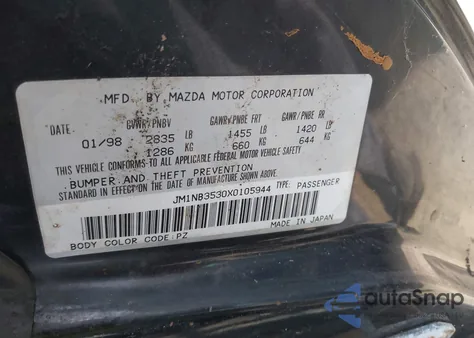 MFD. BY MAZDA MOTOR CORPORATION
DATE GWWR/PNBV GAWR/PNBE FRT GAWR/PNBE RR
01/98 2835 LB 1455 LB 1420 LB
1286 KG 660 KG 644 KG
THIS VEHICLE CONFORMS TO ALL APPLICABLE FEDERAL MOTOR VEHICLE SAFETY,
BUMPER AND THEFT PREVENTION
STANDARD IN EFFECT ON THE DATE OF MANUFACTURE SHOWN ABOVE.
JM1NB3530X0105944 TYPE: PASSENGER
BODY COLOR CODE:PZ MADE IN JAPAN
autoSnap